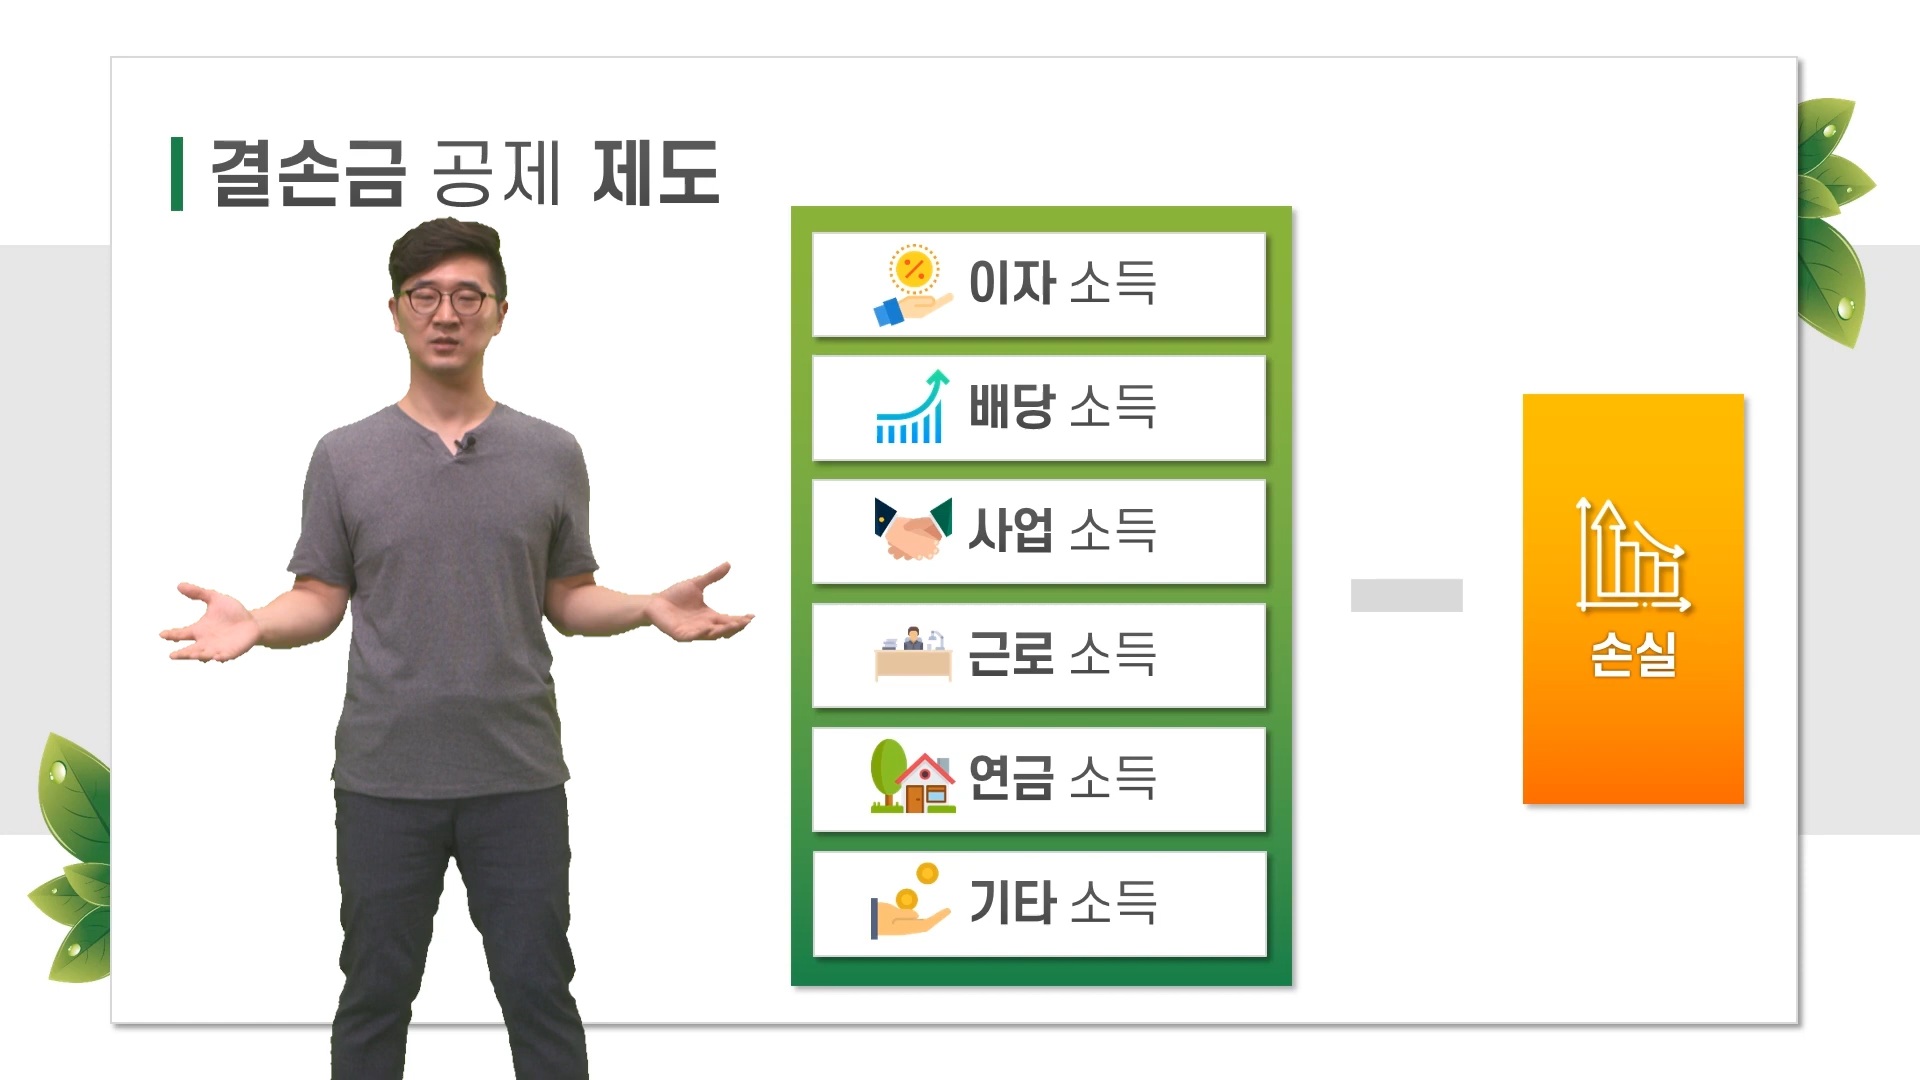 결손금 공제 제도
이자 소득
배당 소득
사업 소득
근로 소득
연금 소득
기타 소득
손실